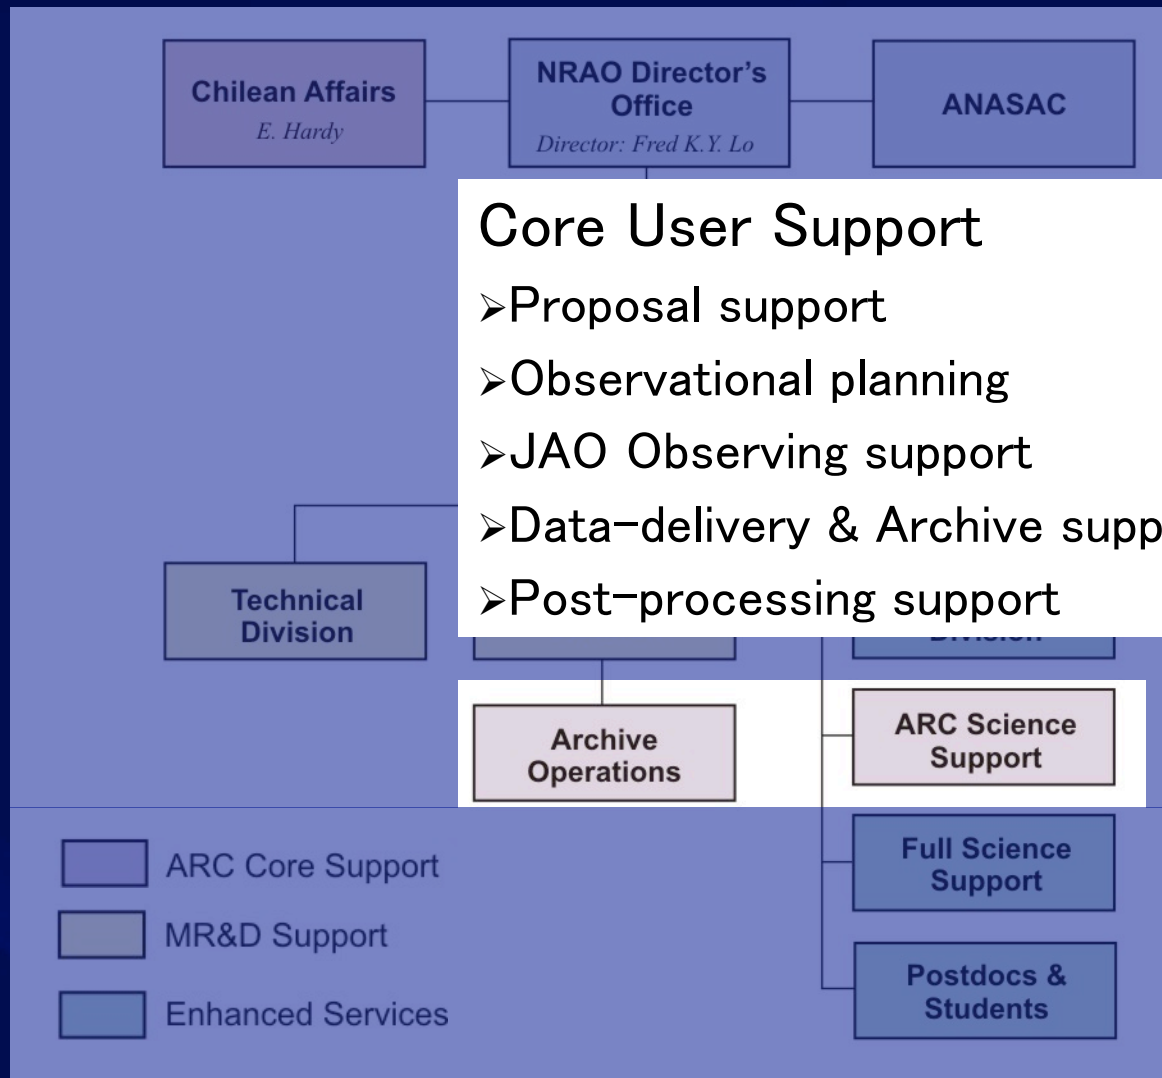 Chilean Affairs
E. Hardy
NRAO Director's
Office
Director: Fred K.Y. Lo
ANASAC
Core User Support
➢Proposal support
➢Observational planning
➢JAO Observing support
➢Data-delivery & Archive supp
➢Post-processing support
Technical
Division
Division
Archive
Operations
ARC Science
Support
Full Science
Support
Postdocs &
Students
ARC Core Support
MR&D Support
Enhanced Services